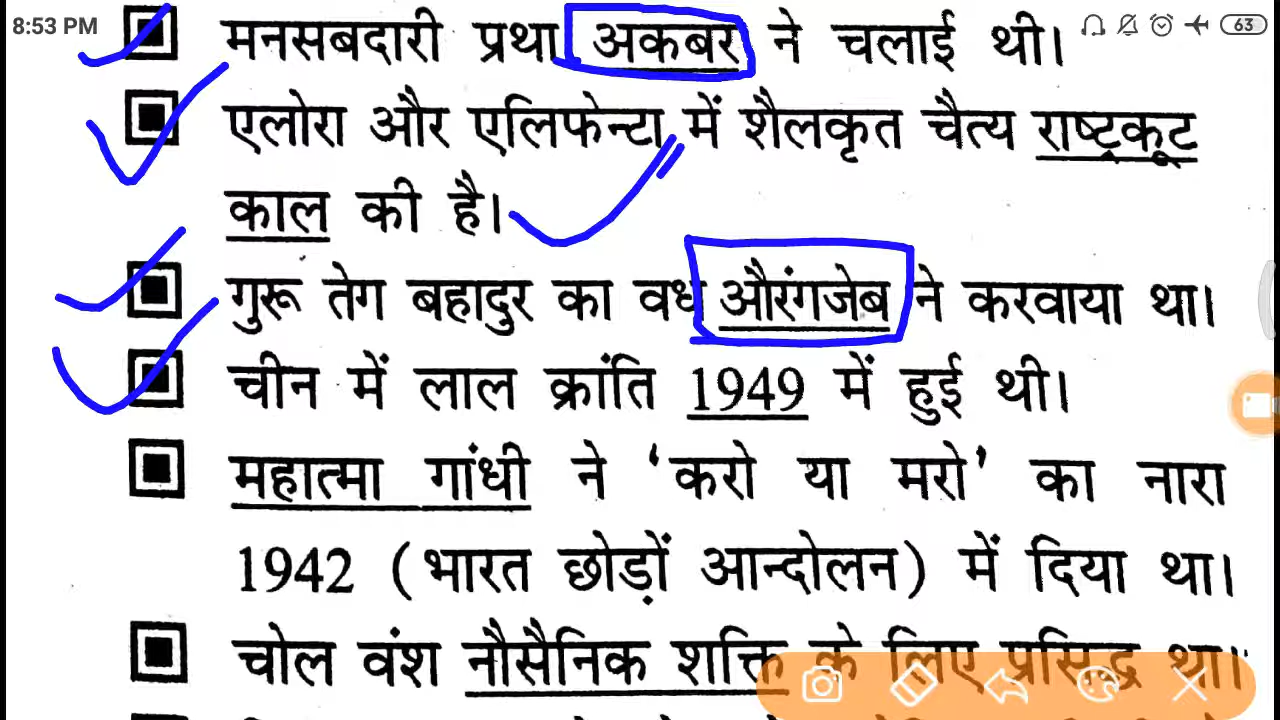 8:53 PM 63
मनसबदारी प्रथा अकबर ने चलाई थी।
एलोरा और एलिफेन्टा में शैलकृत चैत्य राष्ट्रकूट
काल की है।
गुरू तेग बहादुर का वध औरंगजेब ने करवाया था।
चीन में लाल क्रांति 1949 में हुई थी।
महात्मा गांधी ने ‘करो या मरो’ का नारा
1942 (भारत छोड़ों आन्दोलन) में दिया था।
चोल वंश नौसैनिक शक्ति के लिए प्रसिद्ध था।